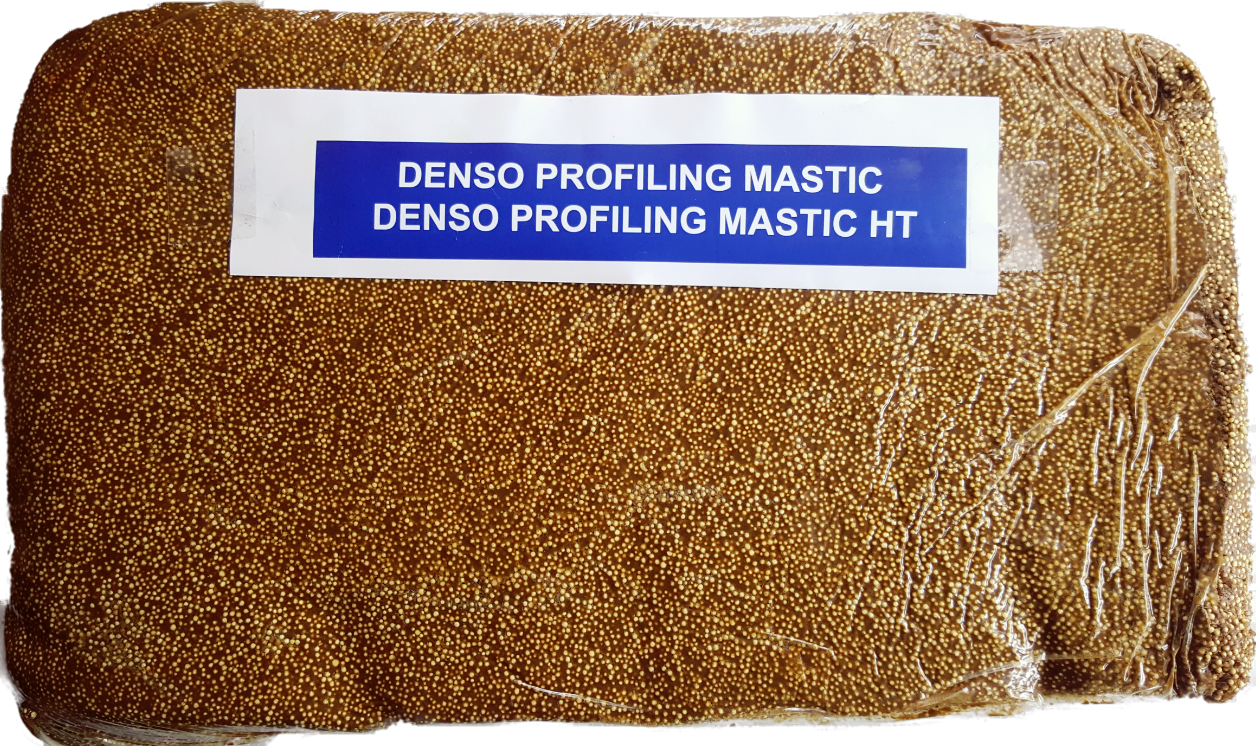 DENSO PROFILING MASTIC
DENSO PROFILING MASTIC HT